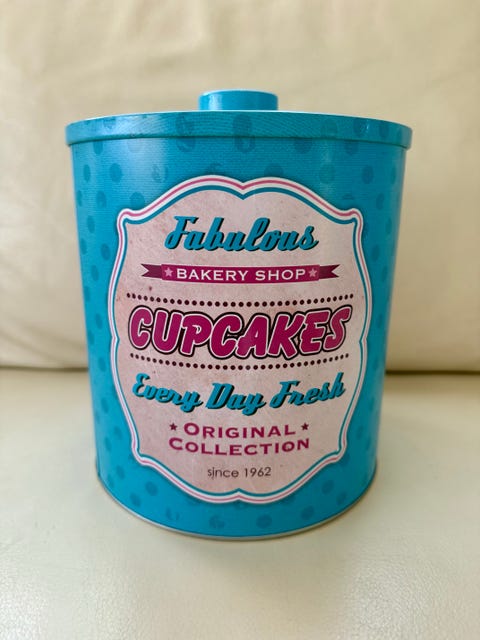 Fabulous
BAKERY SHOP
CUPCAKES
Every Day Fresh
ORIGINAL
COLLECTION
since 1962